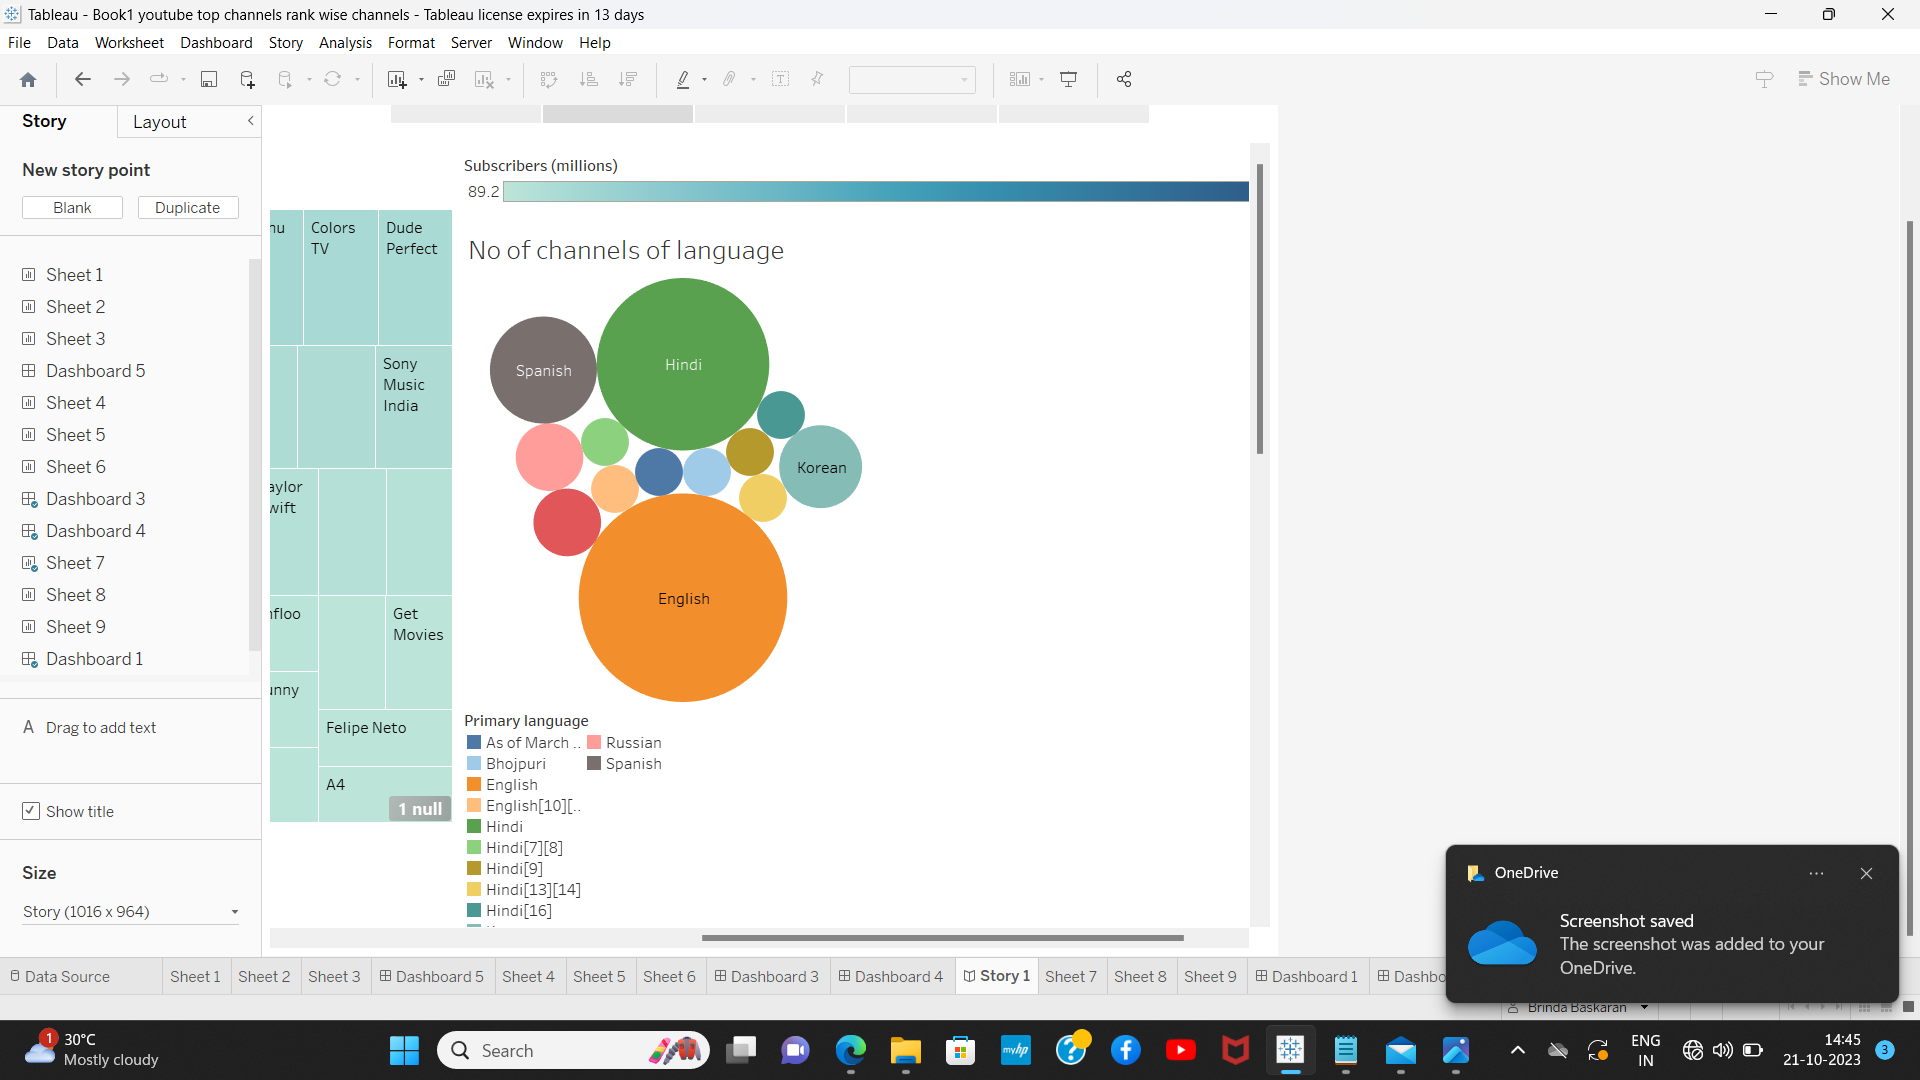 Tableau - Book1 youtube top channels rank wise channels - Tableau license expires in 13 days
File Data Worksheet Dashboard Story Analysis Format Server Window Help
Show Me
Story Layout
New story point
Blank Duplicate
Sheet 1
Sheet 2
Sheet 3
Dashboard 5
Sheet 4
Sheet 5
Sheet 6
Dashboard 3
Dashboard 4
Sheet 7
Sheet 8
Sheet 9
Dashboard 1
A Drag to add text
Show title
Size
Story (1016 x 964)
Subscribers (millions)
89.2
nu
Colors
TV
Dude
Perfect
Sony
Music
India
aylor
wift
nfloo
Get
Movies
unny
Felipe Neto
A4
1 null
No of channels of language
Spanish
Hindi
Korean
English
Primary language
As of March ..
Bhojpuri
English
English[10][..
Hindi
Hindi[7][8]
Hindi[9]
Hindi[13][14]
Hindi[16]
Russian
Spanish
OneDrive
Screenshot saved
The screenshot was added to your
OneDrive.
Data Source Sheet 1 Sheet 2 Sheet 3 Dashboard 5 Sheet 4 Sheet 5 Sheet 6 Dashboard 3 Dashboard 4 Story 1 Sheet 7 Sheet 8 Sheet 9 Dashboard 1 Dashbo
Brinda Baskaran
1
30°C
Mostly cloudy
Search
myhp
ENG
IN
14:45
21-10-2023
3